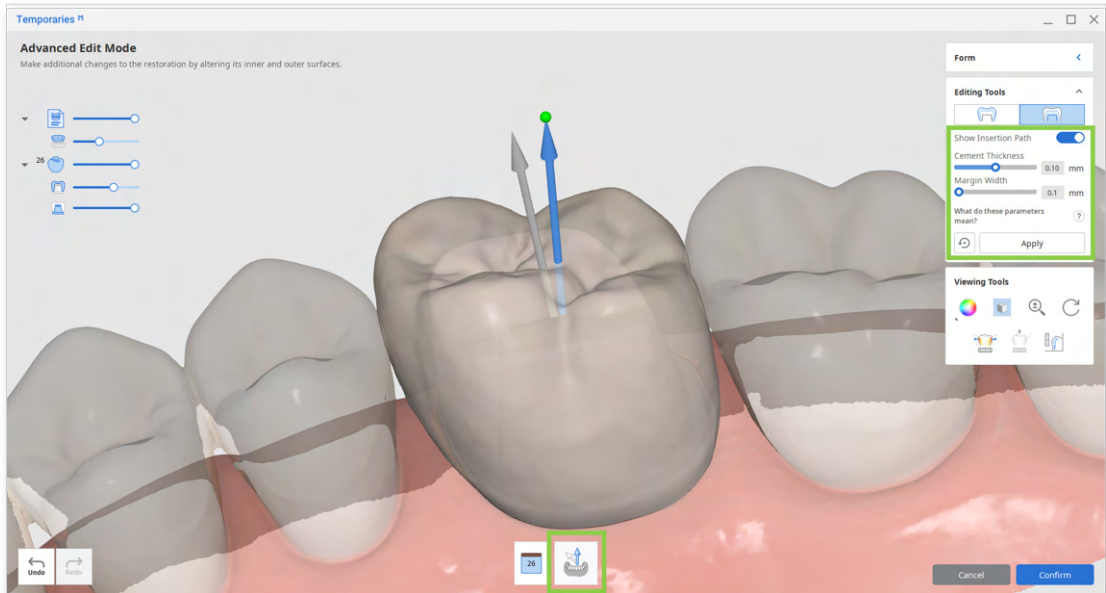 Temporaries
Advanced Edit Mode
Make additional changes to the restoration by altering its inner and outer surfaces.
26
Form
Editing Tools
Show Insertion Path
Cement Thickness
0.10 mm
Margin Width
0.1 mm
What do these parameters
mean?
?
Apply
Viewing Tools
Undo
Redo
26
Cancel
Confirm